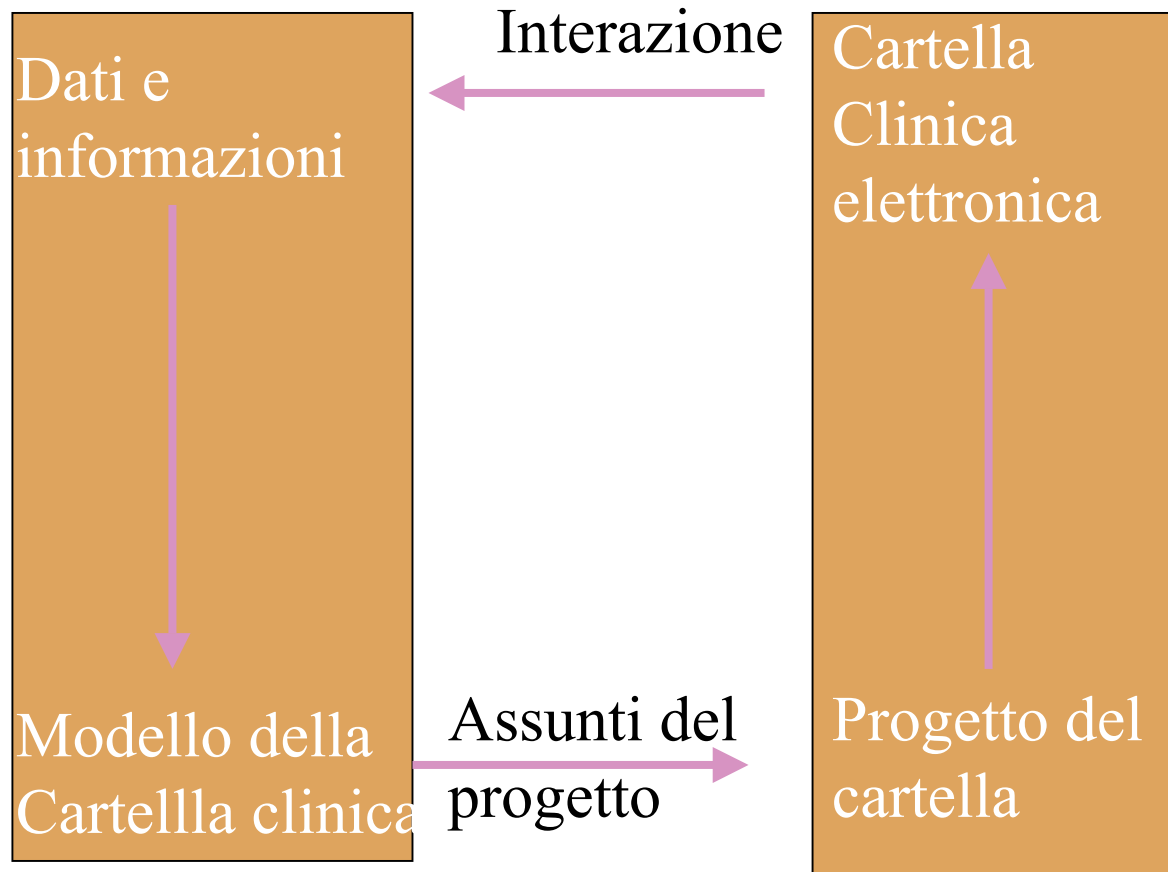 Dati e
informazioni
Interazione
Cartella
Clinica
elettronica
Modello della
Cartellla clinica
Assunti del
progetto
Progetto del
cartella